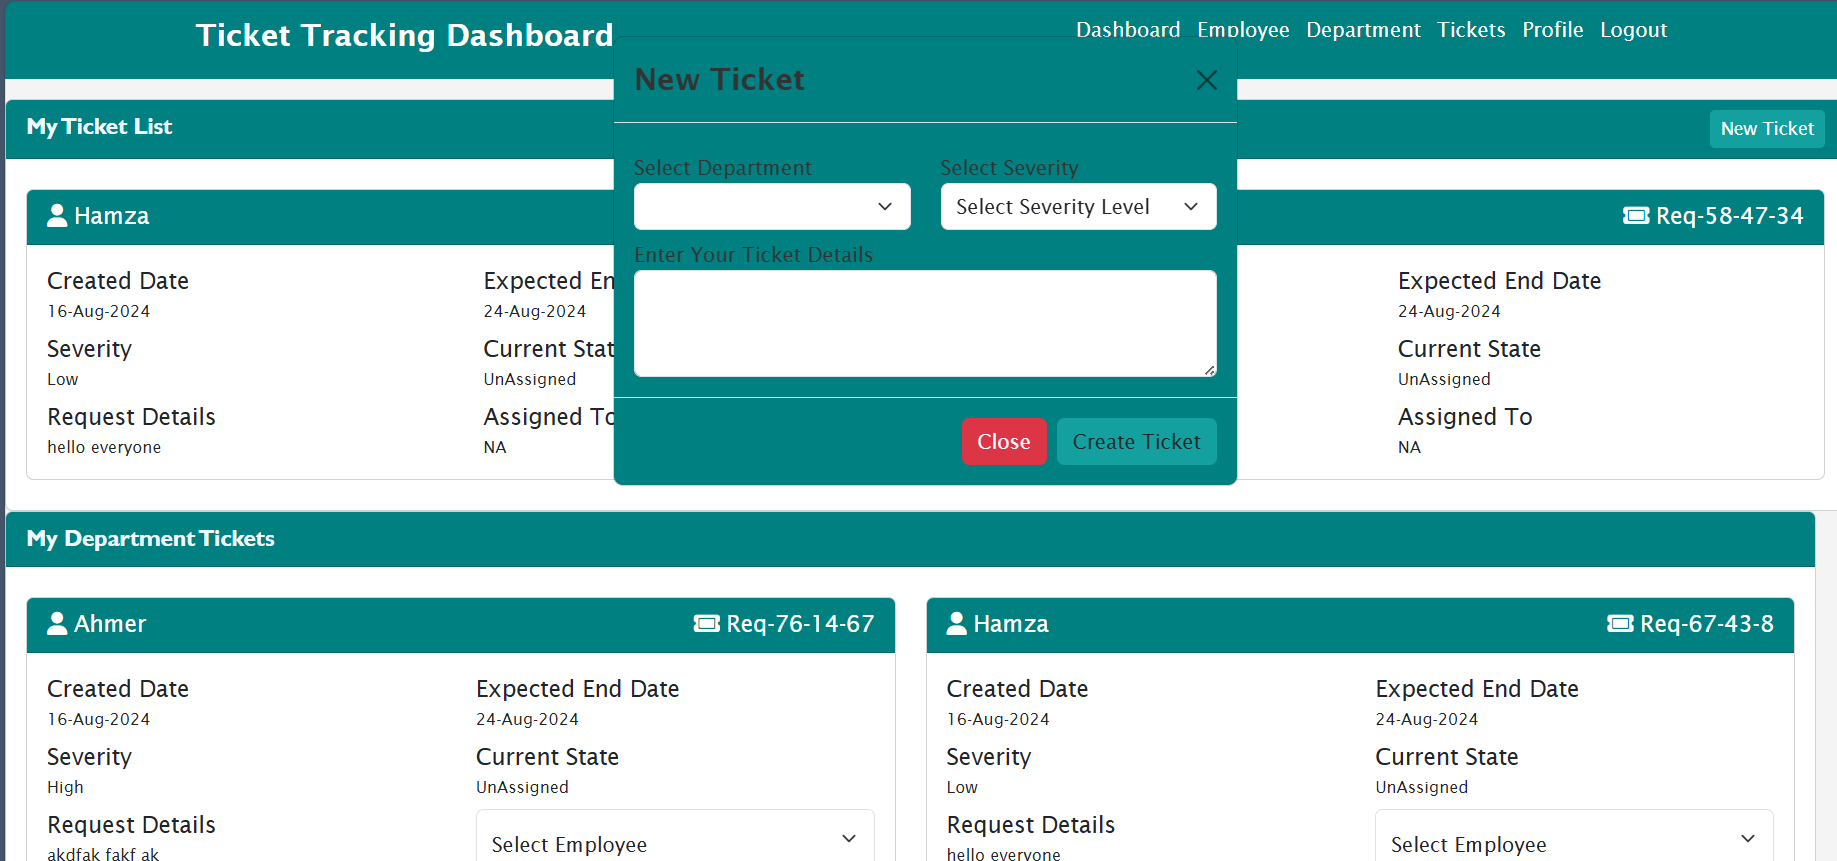 Ticket Tracking Dashboard
Dashboard Employee Department Tickets Profile Logout
New Ticket
My Ticket List
New Ticket
Select Department
Select Severity
Select Severity Level
Enter Your Ticket Details
Close
Create Ticket
Hamza
Req-58-47-34
Created Date
16-Aug-2024
Expected En
24-Aug-2024
Severity
Low
Current Stat
UnAssigned
Request Details
hello everyone
Assigned To
NA
Expected End Date
24-Aug-2024
Current State
UnAssigned
Assigned To
NA
My Department Tickets
Ahmer
Req-76-14-67
Created Date
16-Aug-2024
Expected End Date
24-Aug-2024
Severity
High
Current State
UnAssigned
Request Details
akdfak fakf ak
Select Employee
Hamza
Req-67-43-8
Created Date
16-Aug-2024
Expected End Date
24-Aug-2024
Severity
Low
Current State
UnAssigned
Request Details
hello everyone
Select Employee